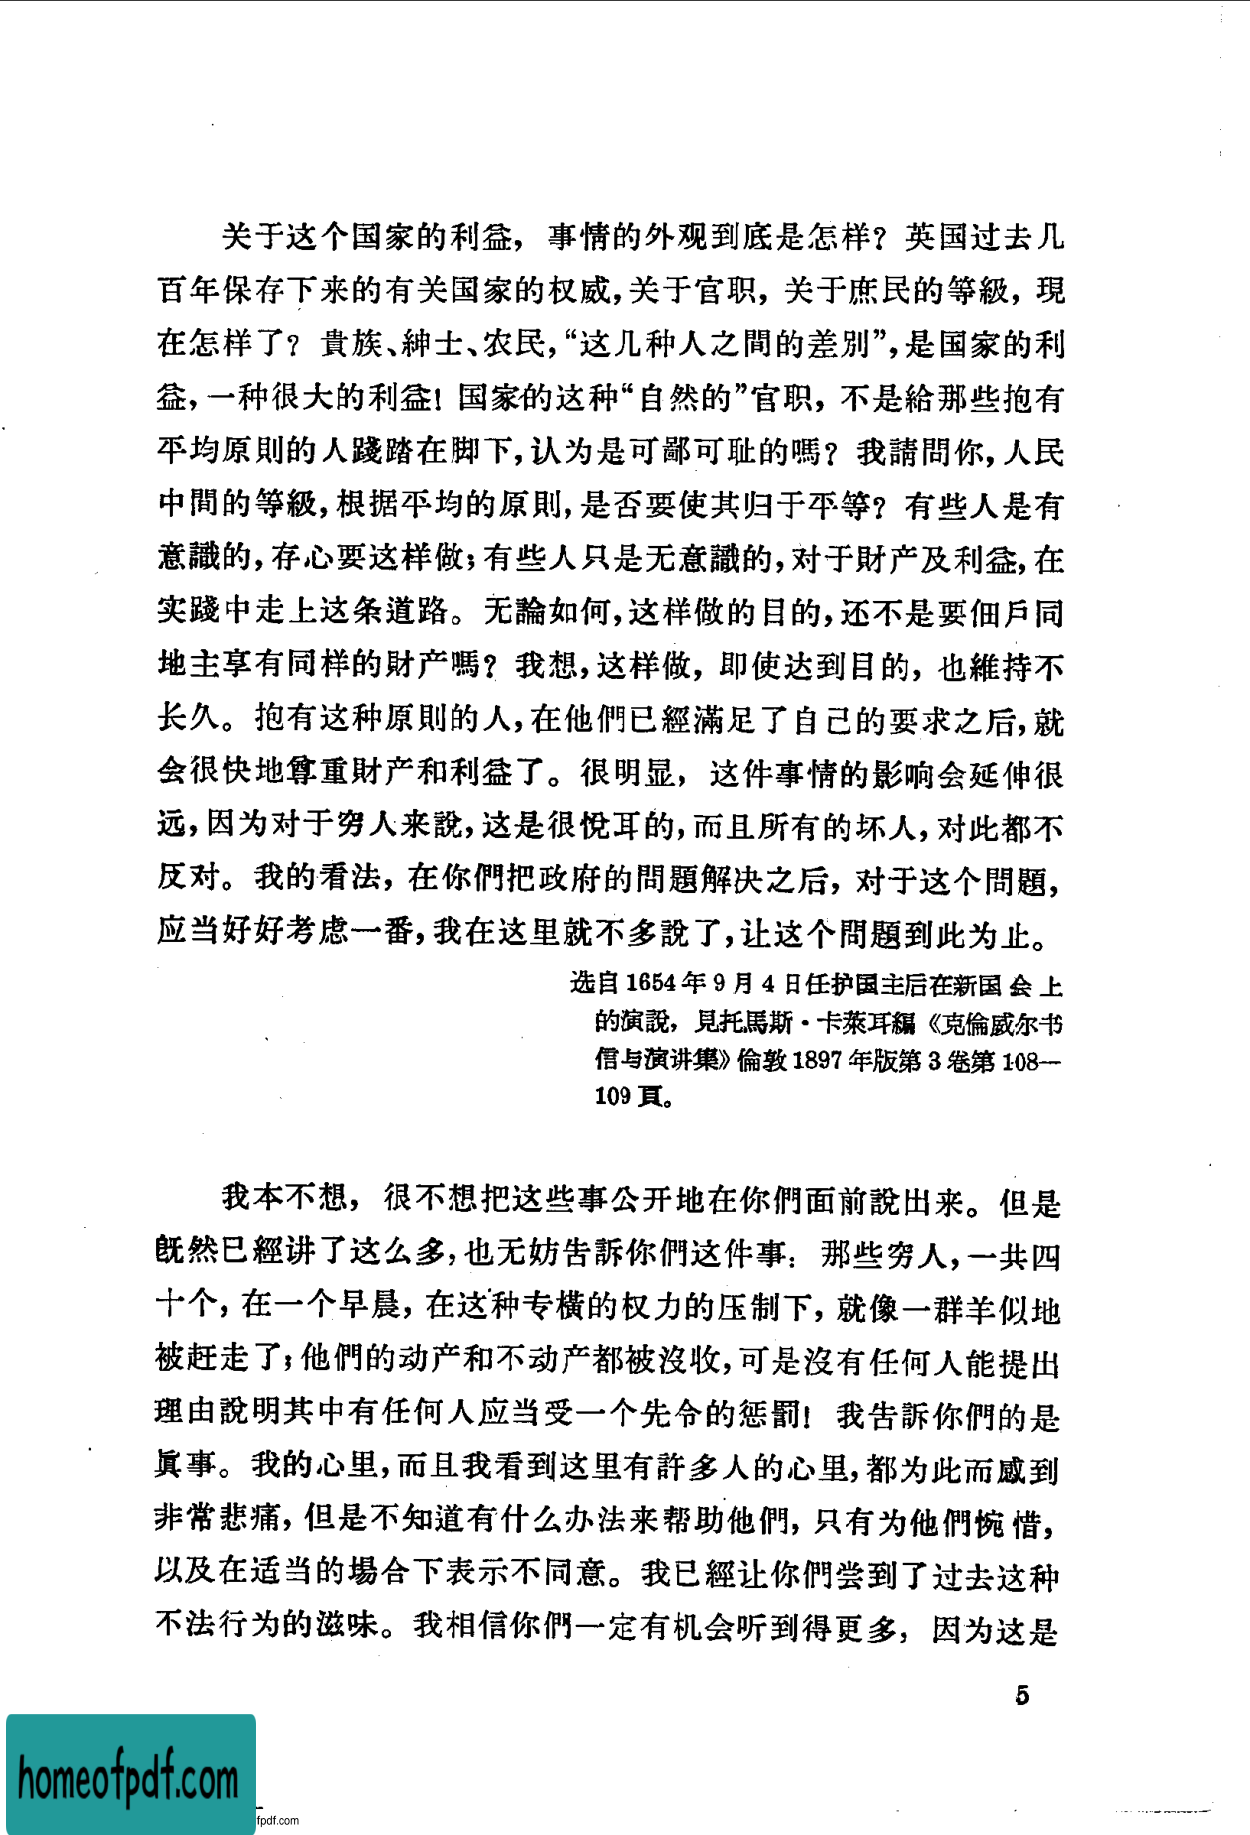 关于这个国家的利益，事情的外观到底是怎样？英国过去几
百年保存下来的有关国家的权威，关于官职，关于庶民的等級，現
在怎样了？貴族、紳士、农民，“这几种人之間的差別”，是国家的利
益，一种很大的利益！国家的这种“自然的”官职，不是給那些抱有
平均原則的人踐踏在脚下，认为是可鄙可耻的嗎？我請問你，人民
中間的等級，根据平均的原則，是否要使其归于平等？有些人是有
意識的，存心要这样做；有些人只是无意識的，对于財产及利益，在
实踐中走上这条道路。无論如何，这样做的目的，还不是要佃戶同
地主享有同样的財产嗎？我想，这样做，即使达到目的，也維持不
长久。抱有这种原則的人，在他們已經滿足了自己的要求之后，就
会很快地尊重財产和利益了。很明显，这件事情的影响会延伸很
远，因为对于穷人来說，这是很悅耳的，而且所有的坏人，对此都不
反对。我的看法，在你們把政府的問題解决之后，对于这个問題，
应当好好考虑一番，我在这里就不多說了，让这个問題到此为止。
选自1654年9月4日任护国主后在新国会上
的演說，見托馬斯·卡萊耳編《克倫威尔书
信与演讲集》倫敦1897年版第3卷第108—
109頁。
我本不想，很不想把这些事公开地在你們面前說出来。但是
既然已經讲了这么多，也无妨告訴你們这件事：那些穷人，一共四
十个，在一个早晨，在这种专橫的权力的压制下，就像一群羊似地
被赶走了；他們的动产和不动产都被沒收，可是沒有任何人能提出
理由說明其中有任何人应当受一个先令的惩罰！我告訴你們的是
眞事。我的心里，而且我看到这里有許多人的心里，都为此而感到
非常悲痛，但是不知道有什么办法来帮助他們，只有为他們惋惜，
以及在适当的場合下表示不同意。我已經让你們尝到了过去这种
不法行为的滋味。我相信你們一定有机会听到得更多，因为这是
5
homeofpdf.com
fpdf.com